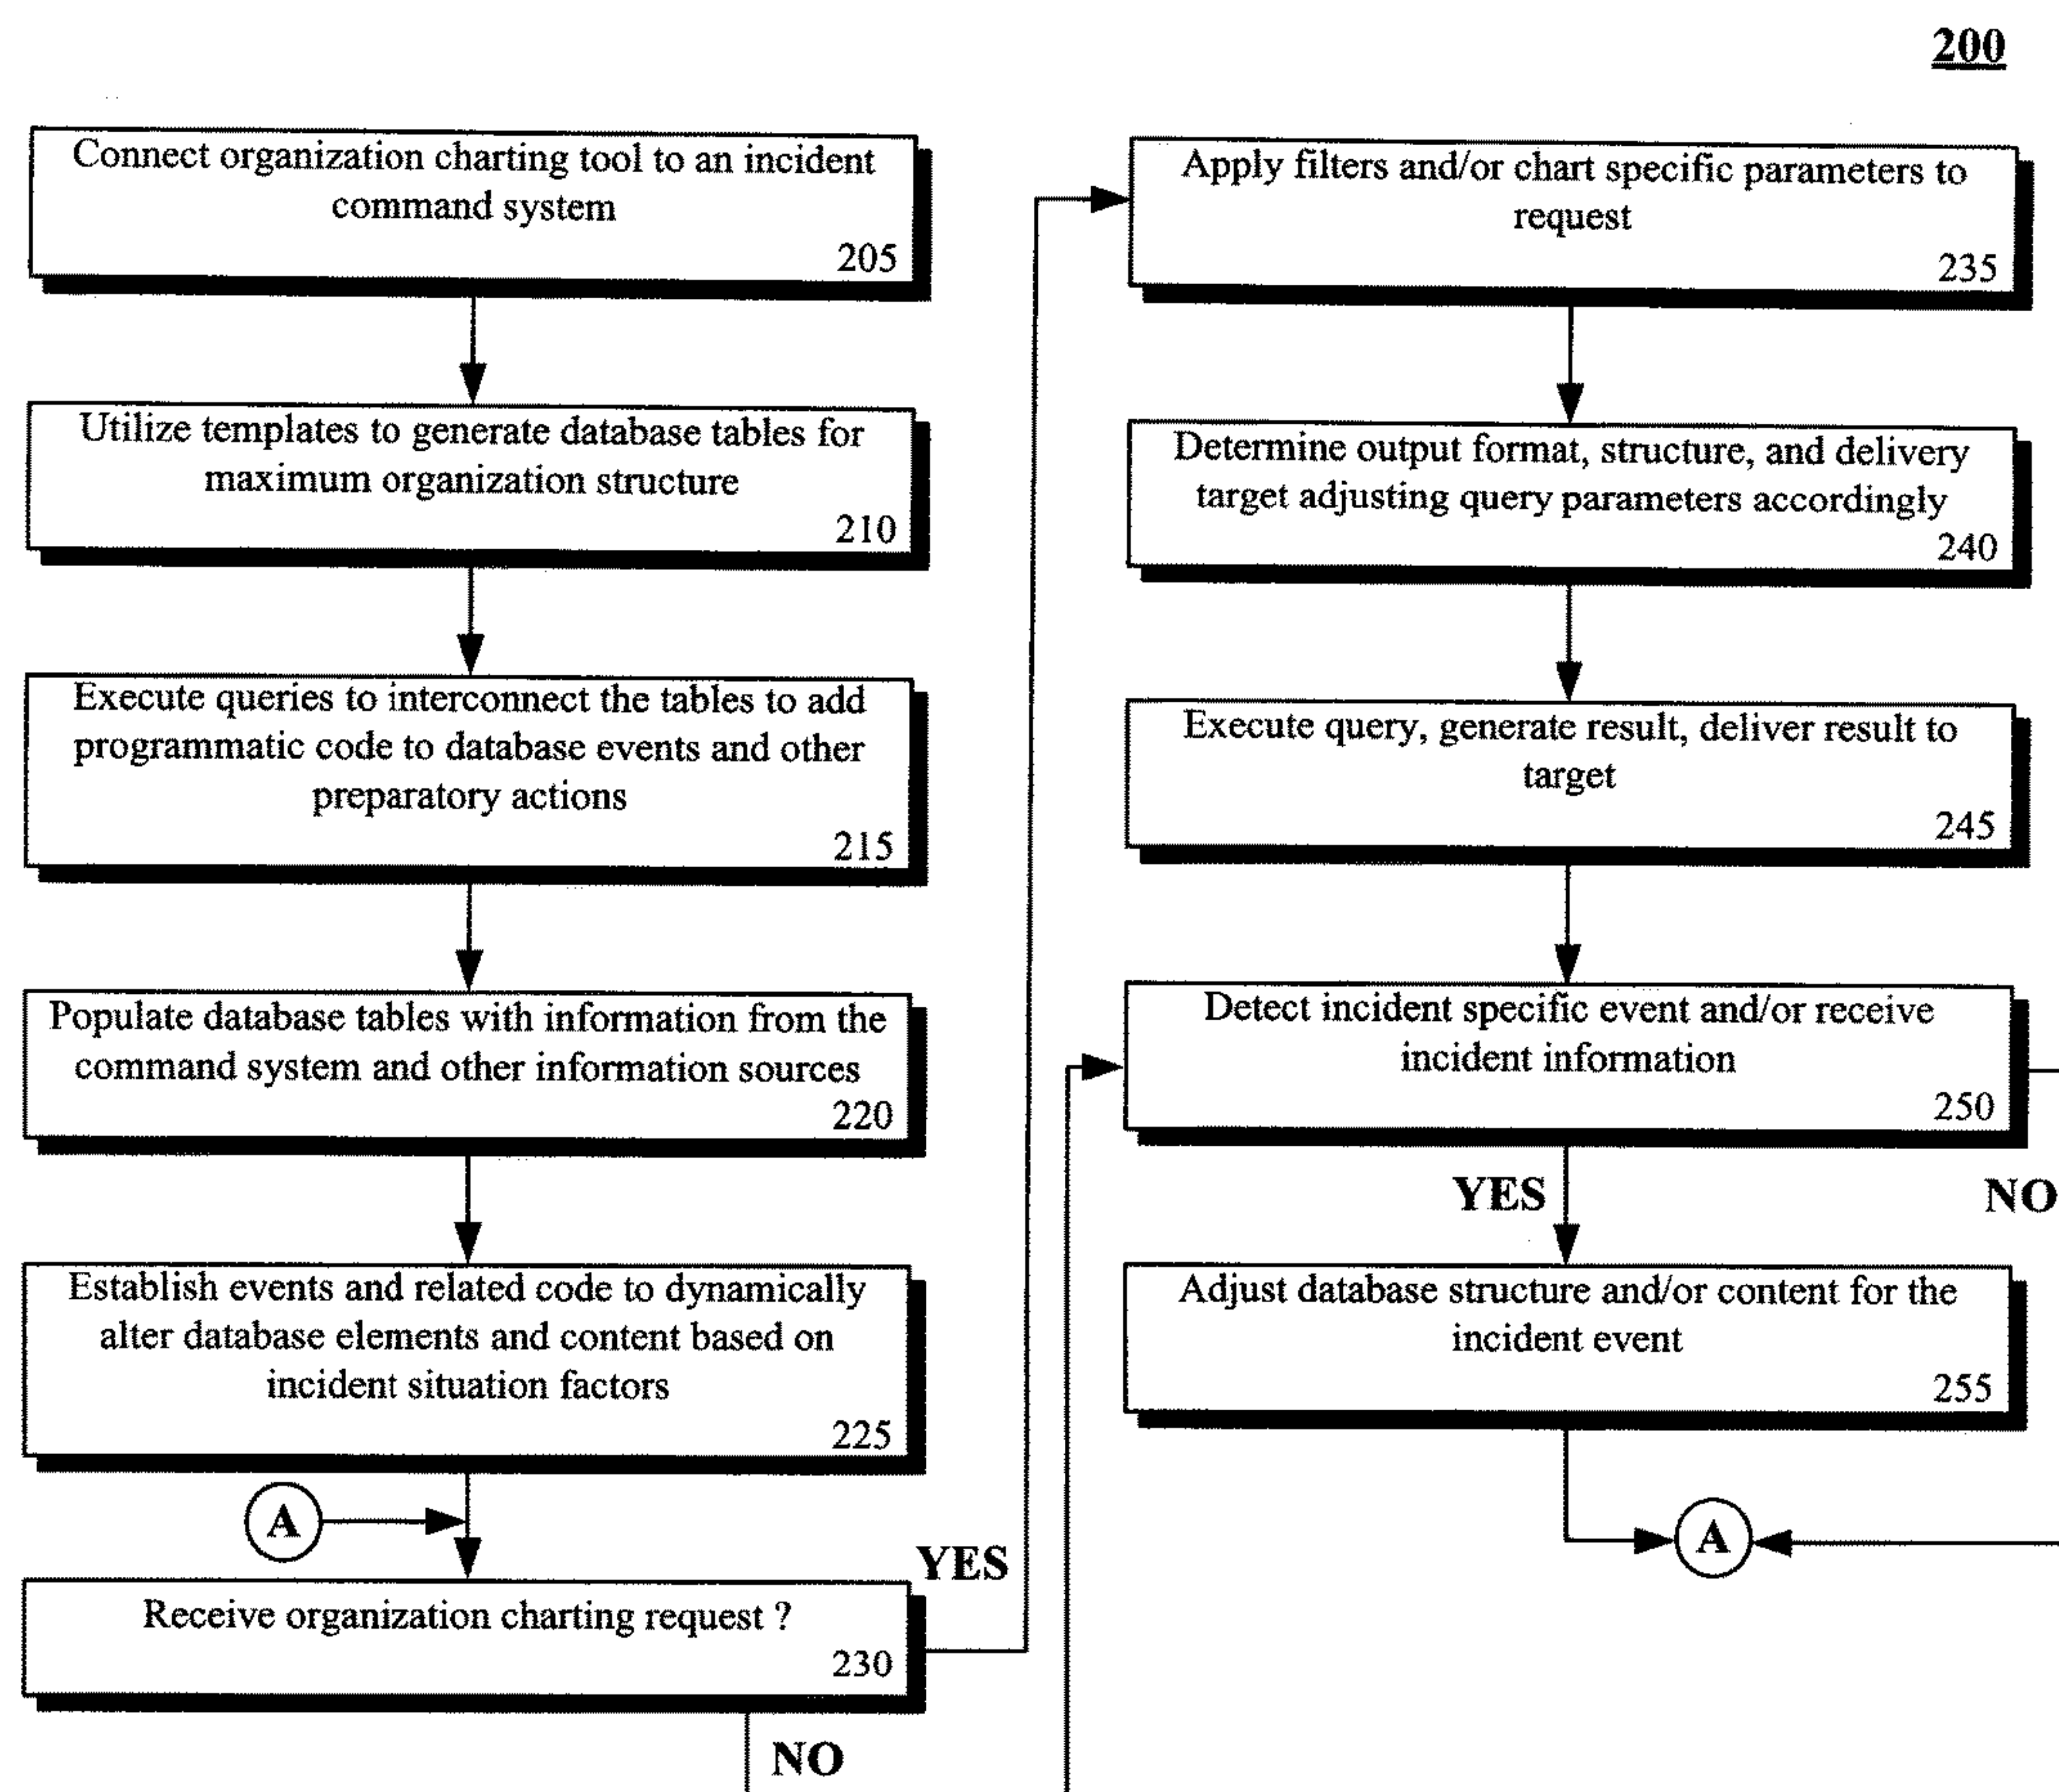 200
Connect organization charting tool to an incident
command system
205
Utilize templates to generate database tables for
maximum organization structure
210
Execute queries to interconnect the tables to add
programmatic code to database events and other
preparatory actions
215
Populate database tables with information from the
command system and other information sources
220
Establish events and related code to dynamically
alter database elements and content based on
incident situation factors
225
A
YES
Receive organization charting request ?
230
NO
Apply filters and/or chart specific parameters to
request
235
Determine output format, structure, and delivery
target adjusting query parameters accordingly
240
Execute query, generate result, deliver result to
target
245
Detect incident specific event and/or receive
incident information
250
YES
NO
Adjust database structure and/or content for the
incident event
255
A